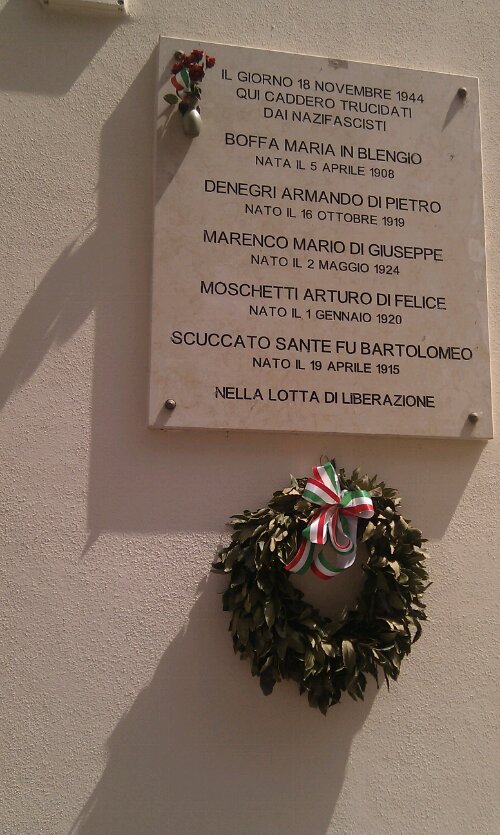 IL GIORNO 18 NOVEMBRE 1944
QUI CADDERO TRUCIDATI
DAI NAZIFASCISTI
BOFFA MARIA IN BLENGIO
NATA IL 5 APRILE 1908
DENEGRI ARMANDO DI PIETRO
NATO IL 16 OTTOBRE 1919
MARENCO MARIO DI GIUSEPPE
NATO IL 2 MAGGIO 1924
MOSCHETTI ARTURO DI FELICE
NATO IL 1 GENNAIO 1920
SCUCCATO SANTE FU BARTOLOMEO
NATO IL 19 APRILE 1915
NELLA LOTTA DI LIBERAZIONE